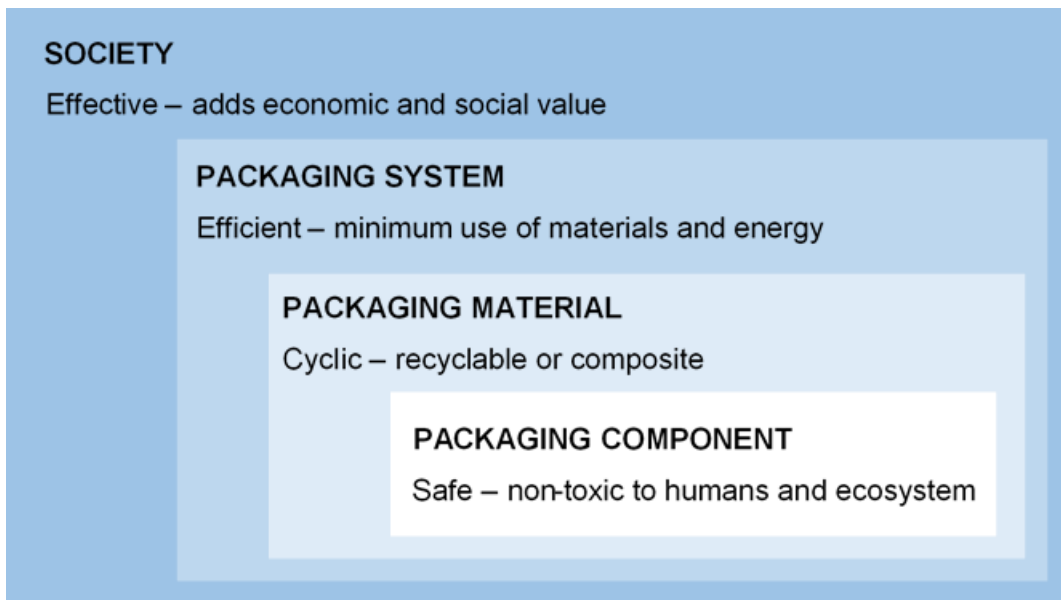 SOCIETY
Effective – adds economic and social value
PACKAGING SYSTEM
Efficient – minimum use of materials and energy
PACKAGING MATERIAL
Cyclic – recyclable or composite
PACKAGING COMPONENT
Safe – non-toxic to humans and ecosystem